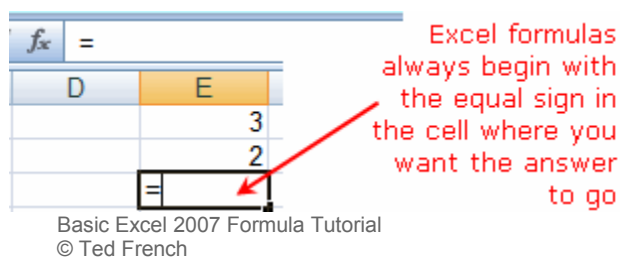 fx =
Excel formulas
always begin with
the equal sign in
the cell where you
want the answer
to go
D E
3
2
=
Basic Excel 2007 Formula Tutorial
© Ted French